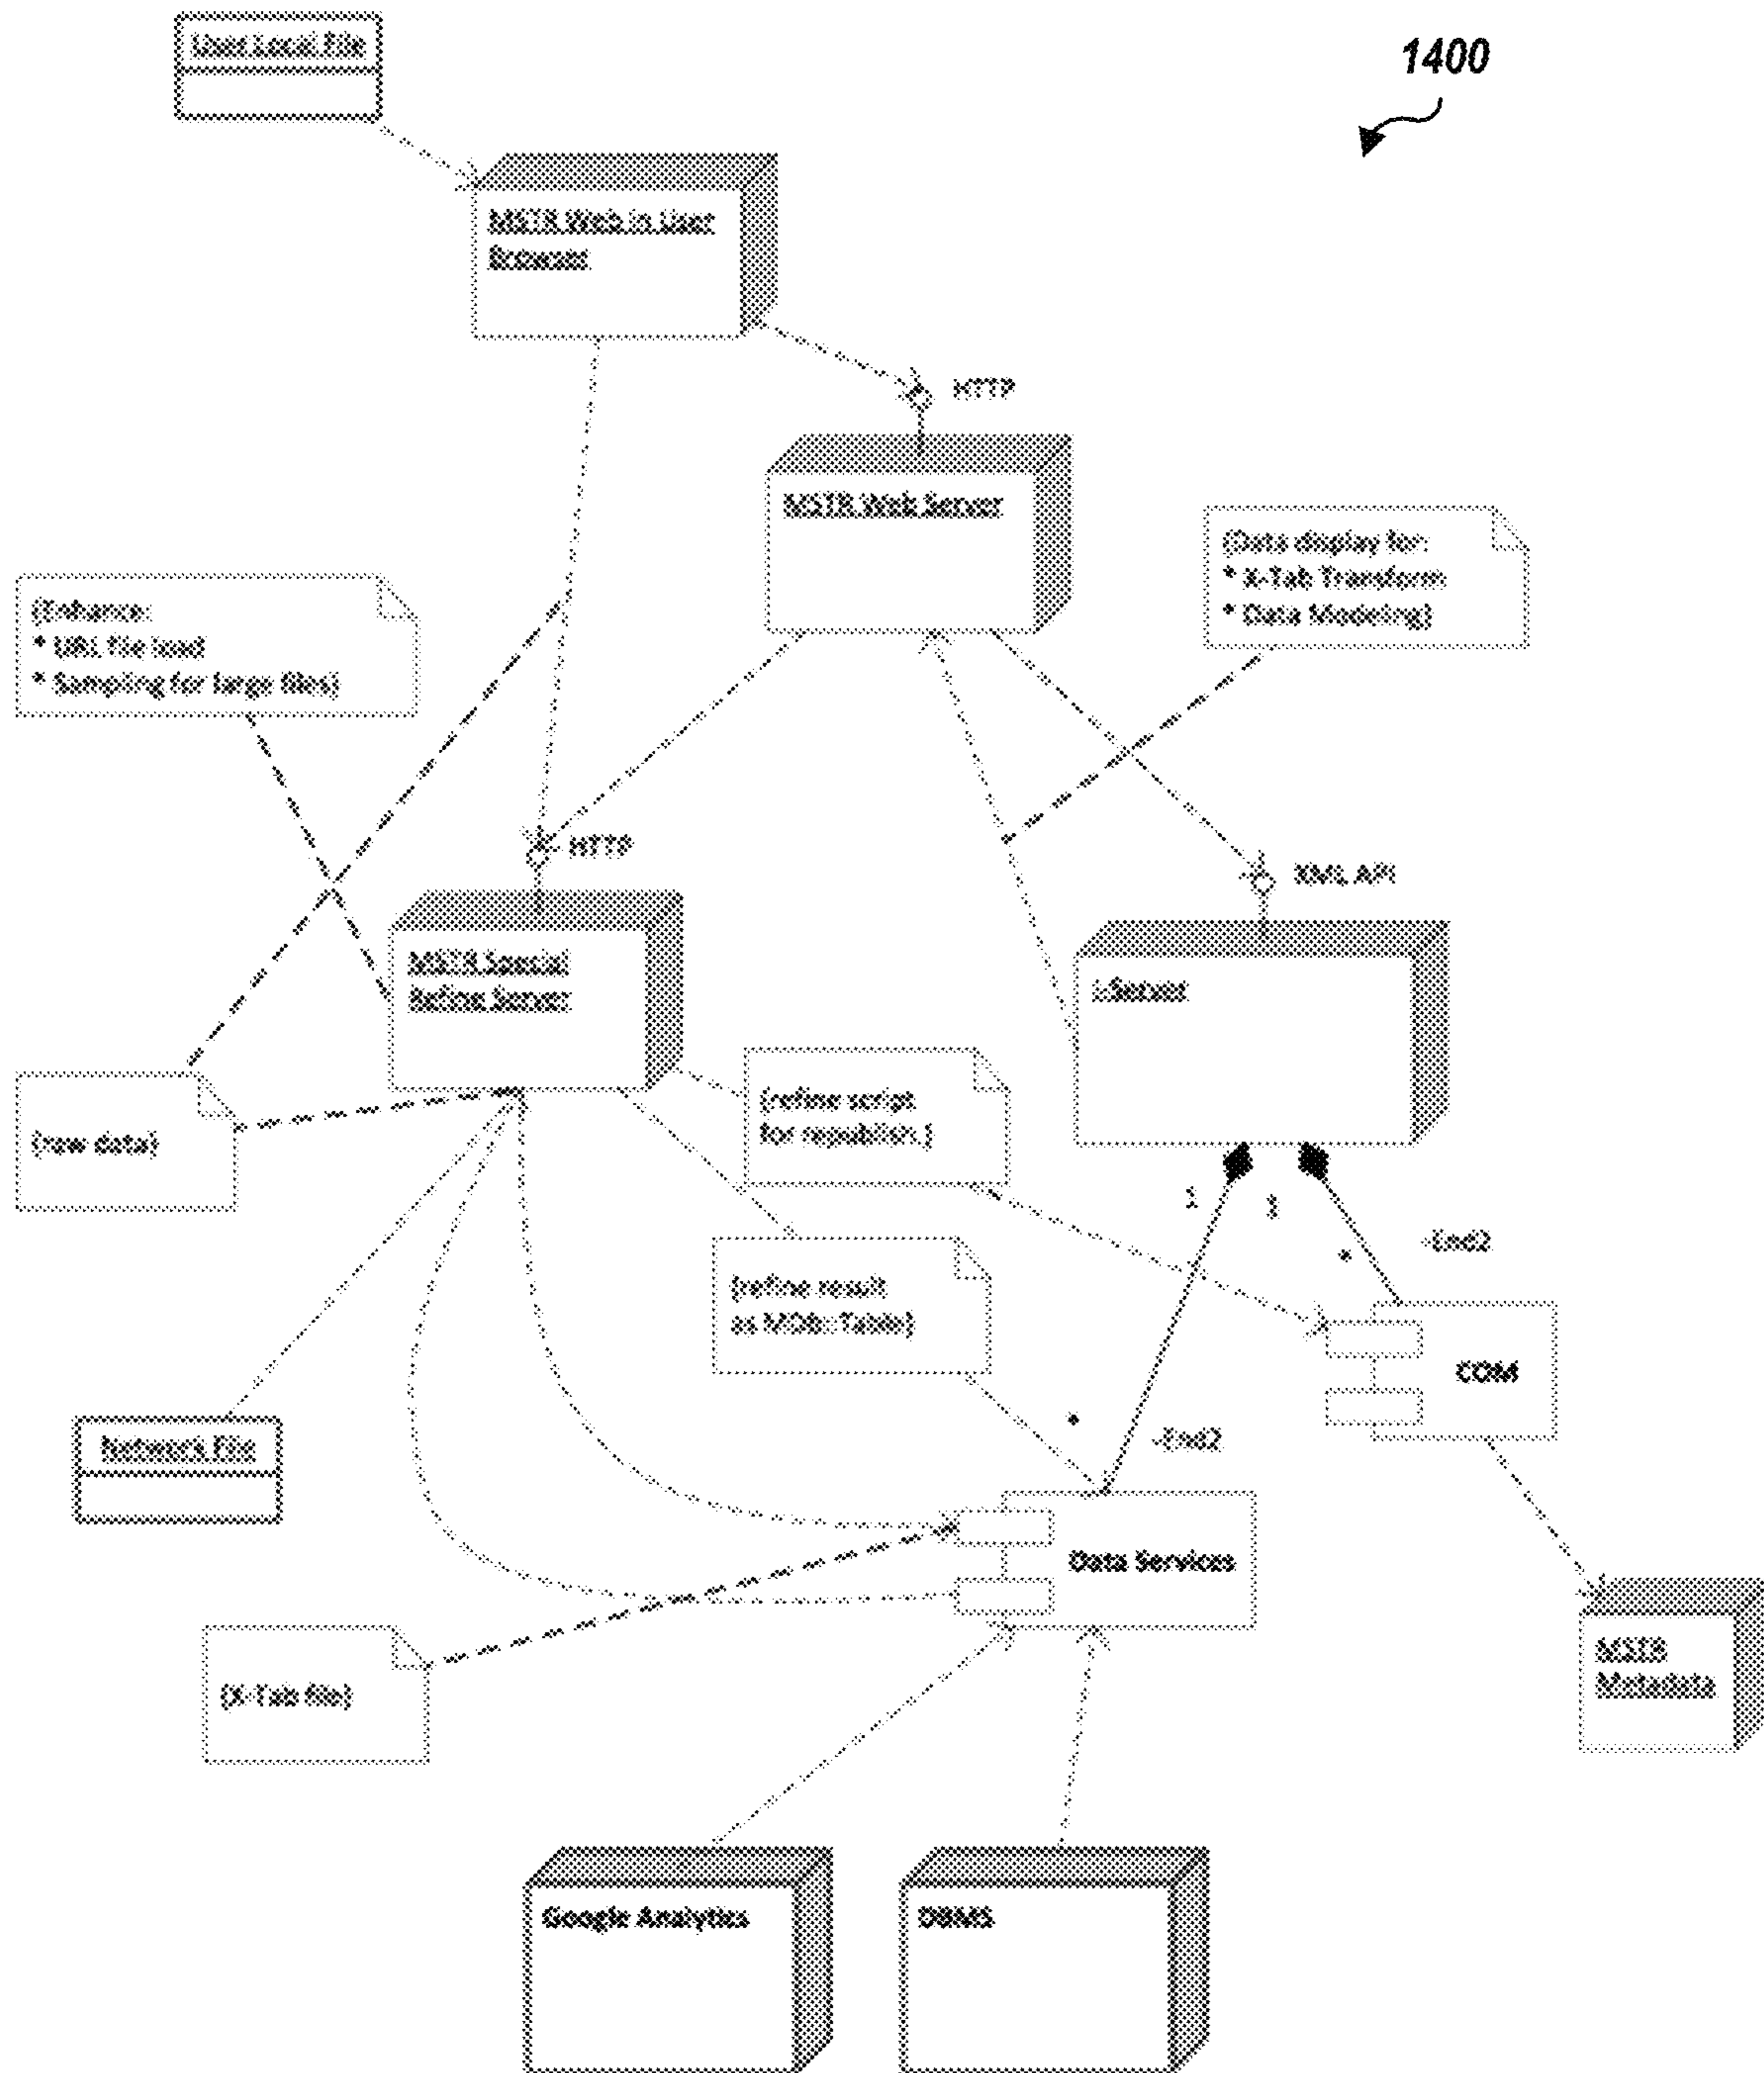 User Local File
1400
MSTR Web in User
Browser
HTTP
MSTR Web Server
{Data display for:
* X-Tab Transform
* Data Modeling}
{Enhance:
* URL file load
* Sampling for large files}
HTTP
XML API
MSTR Special
Refine Server
i-Server
{refine script
for republish.}
{raw data}
1
1
-End2
*
{refine result
as MDb::Table}
COM
Network File
*
-End2
Data Services
{X-Tab file}
MSTR
Metadata
Google Analytics
DBMS